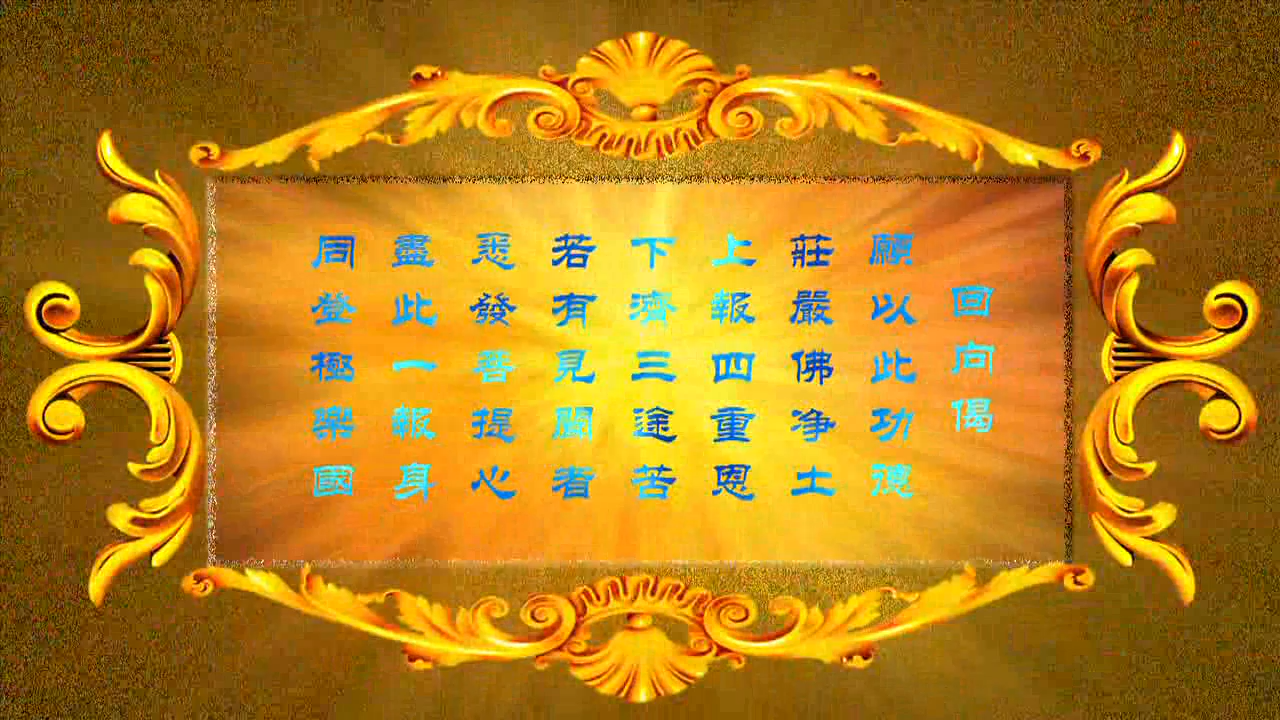 回向偈
願以此功德
莊嚴佛淨土
上報四重恩
下濟三途苦
若有見聞者
悉發菩提心
盡此一報身
同登極樂國